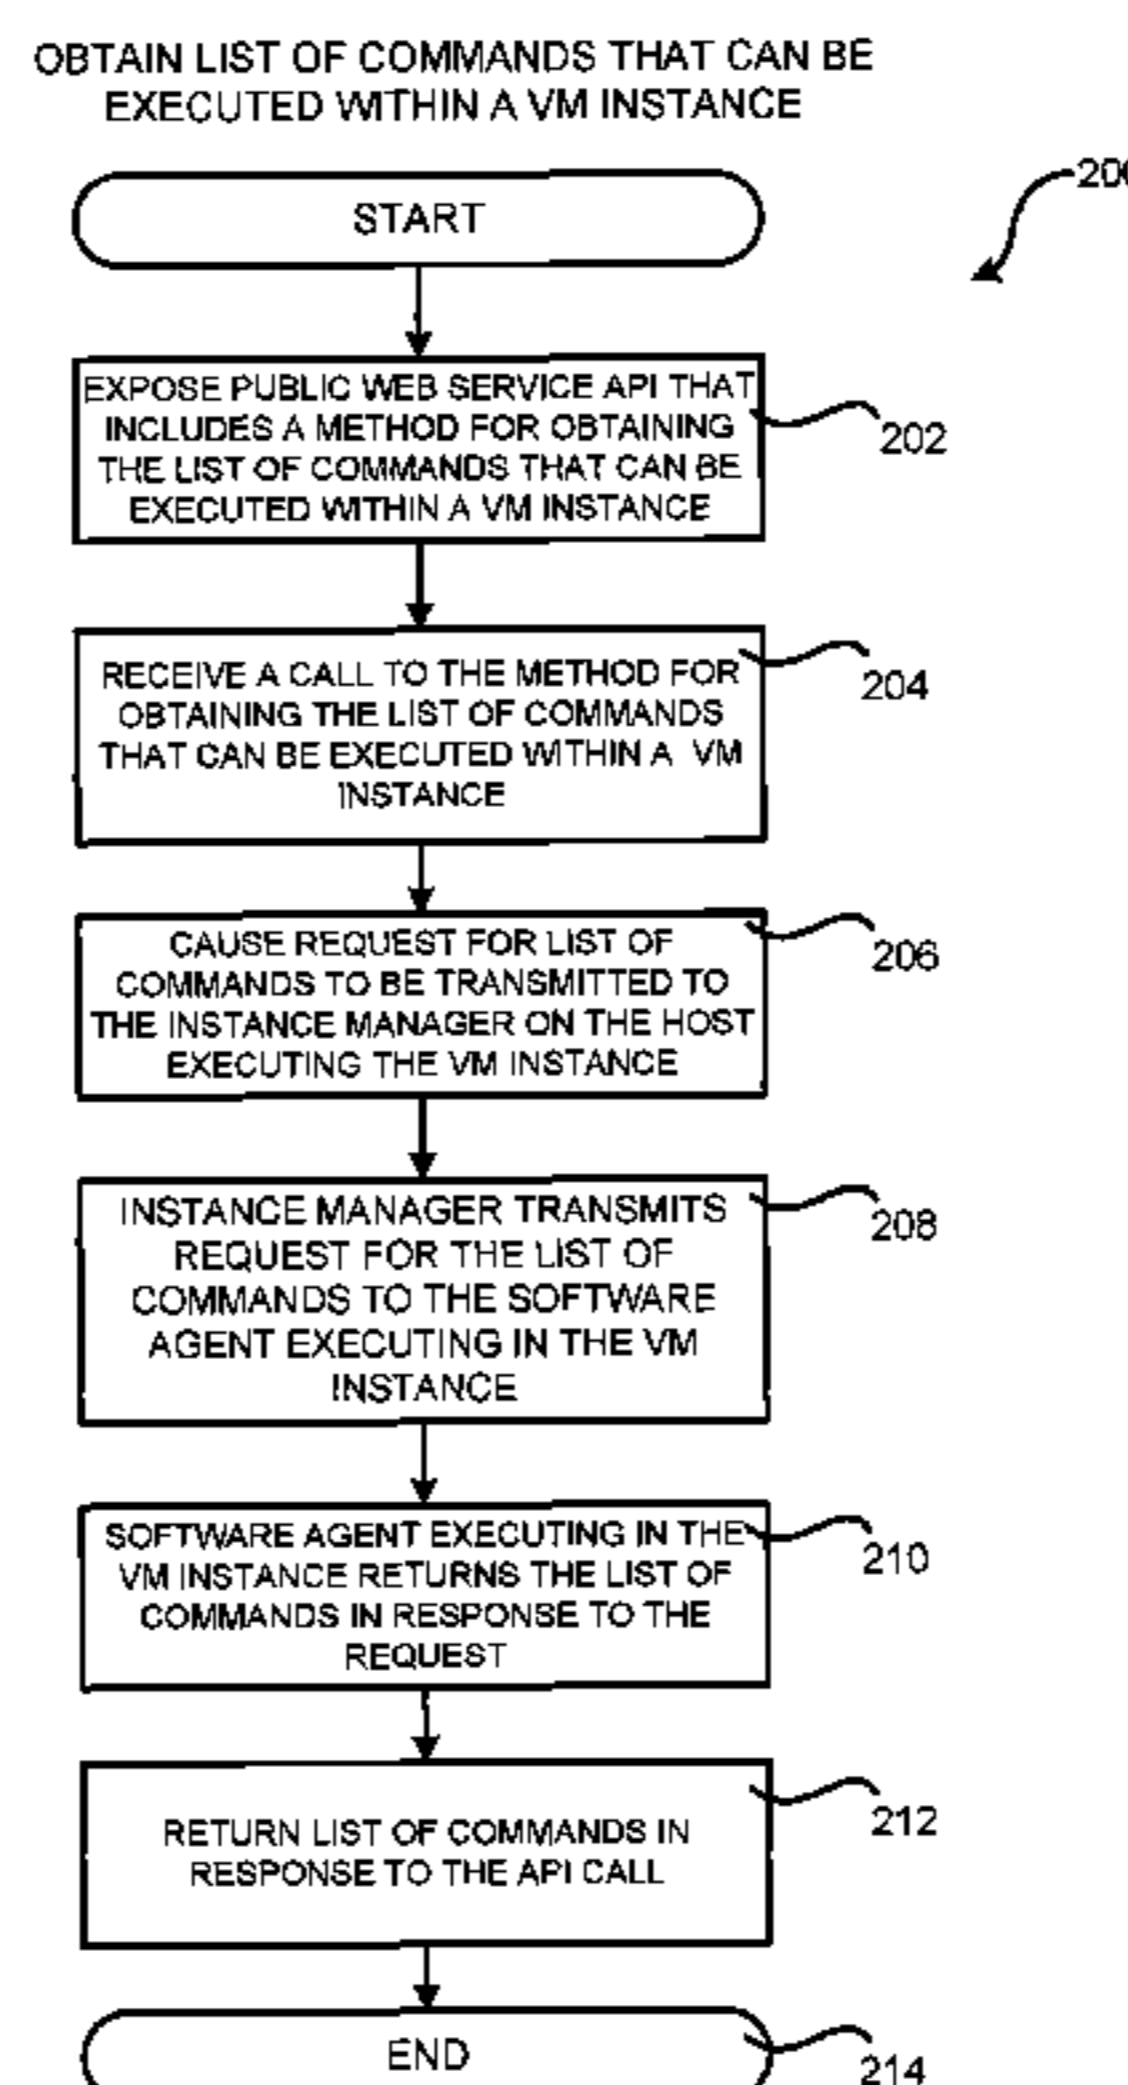 OBTAIN LIST OF COMMANDS THAT CAN BE
EXECUTED WITHIN A VM INSTANCE
START
EXPOSE PUBLIC WEB SERVICE API THAT
INCLUDES A METHOD FOR OBTAINING
THE LIST OF COMMANDS THAT CAN BE
EXECUTED WITHIN A VM INSTANCE
202
RECEIVE A CALL TO THE METHOD FOR
OBTAINING THE LIST OF COMMANDS
THAT CAN BE EXECUTED WITHIN A VM
INSTANCE
204
CAUSE REQUEST FOR LIST OF
COMMANDS TO BE TRANSMITTED TO
THE INSTANCE MANAGER ON THE HOST
EXECUTING THE VM INSTANCE
206
INSTANCE MANAGER TRANSMITS
REQUEST FOR THE LIST OF
COMMANDS TO THE SOFTWARE
AGENT EXECUTING IN THE VM
INSTANCE
208
SOFTWARE AGENT EXECUTING IN THE
VM INSTANCE RETURNS THE LIST OF
COMMANDS IN RESPONSE TO THE
REQUEST
210
RETURN LIST OF COMMANDS IN
RESPONSE TO THE API CALL
212
END
214